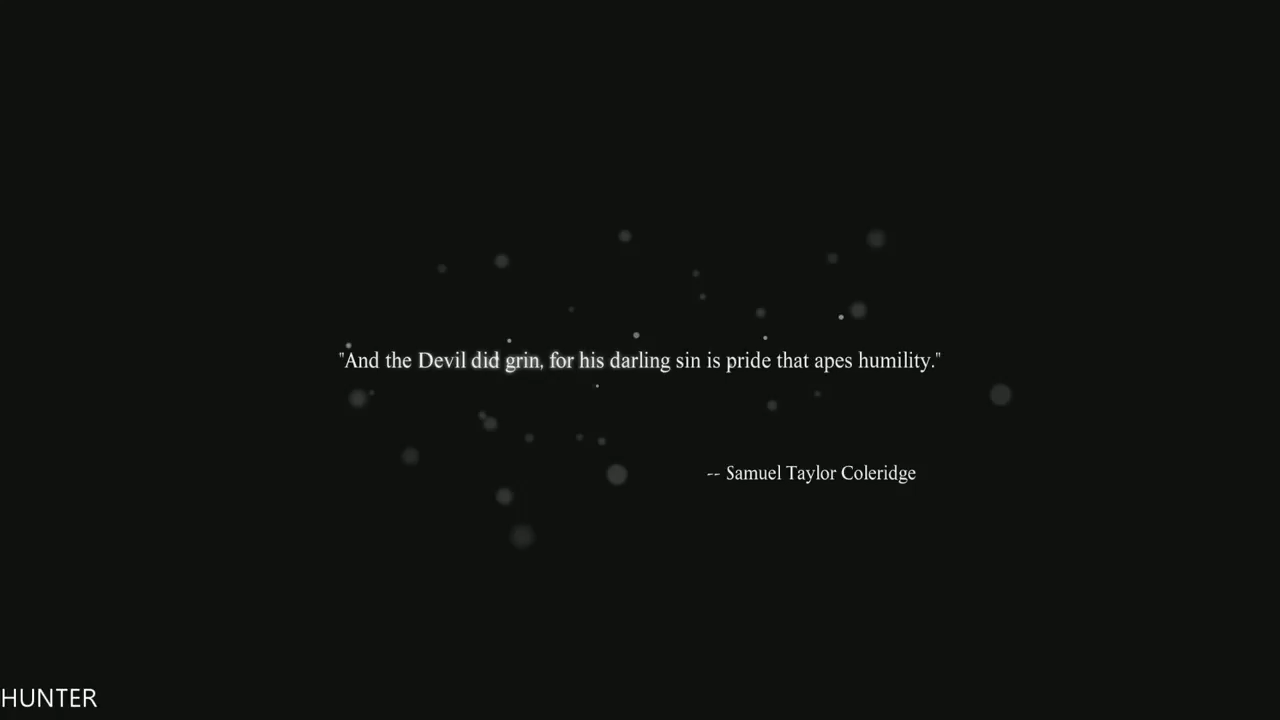 "And the Devil did grin, for his darling sin is pride that apes humility."
-- Samuel Taylor Coleridge
HUNTER